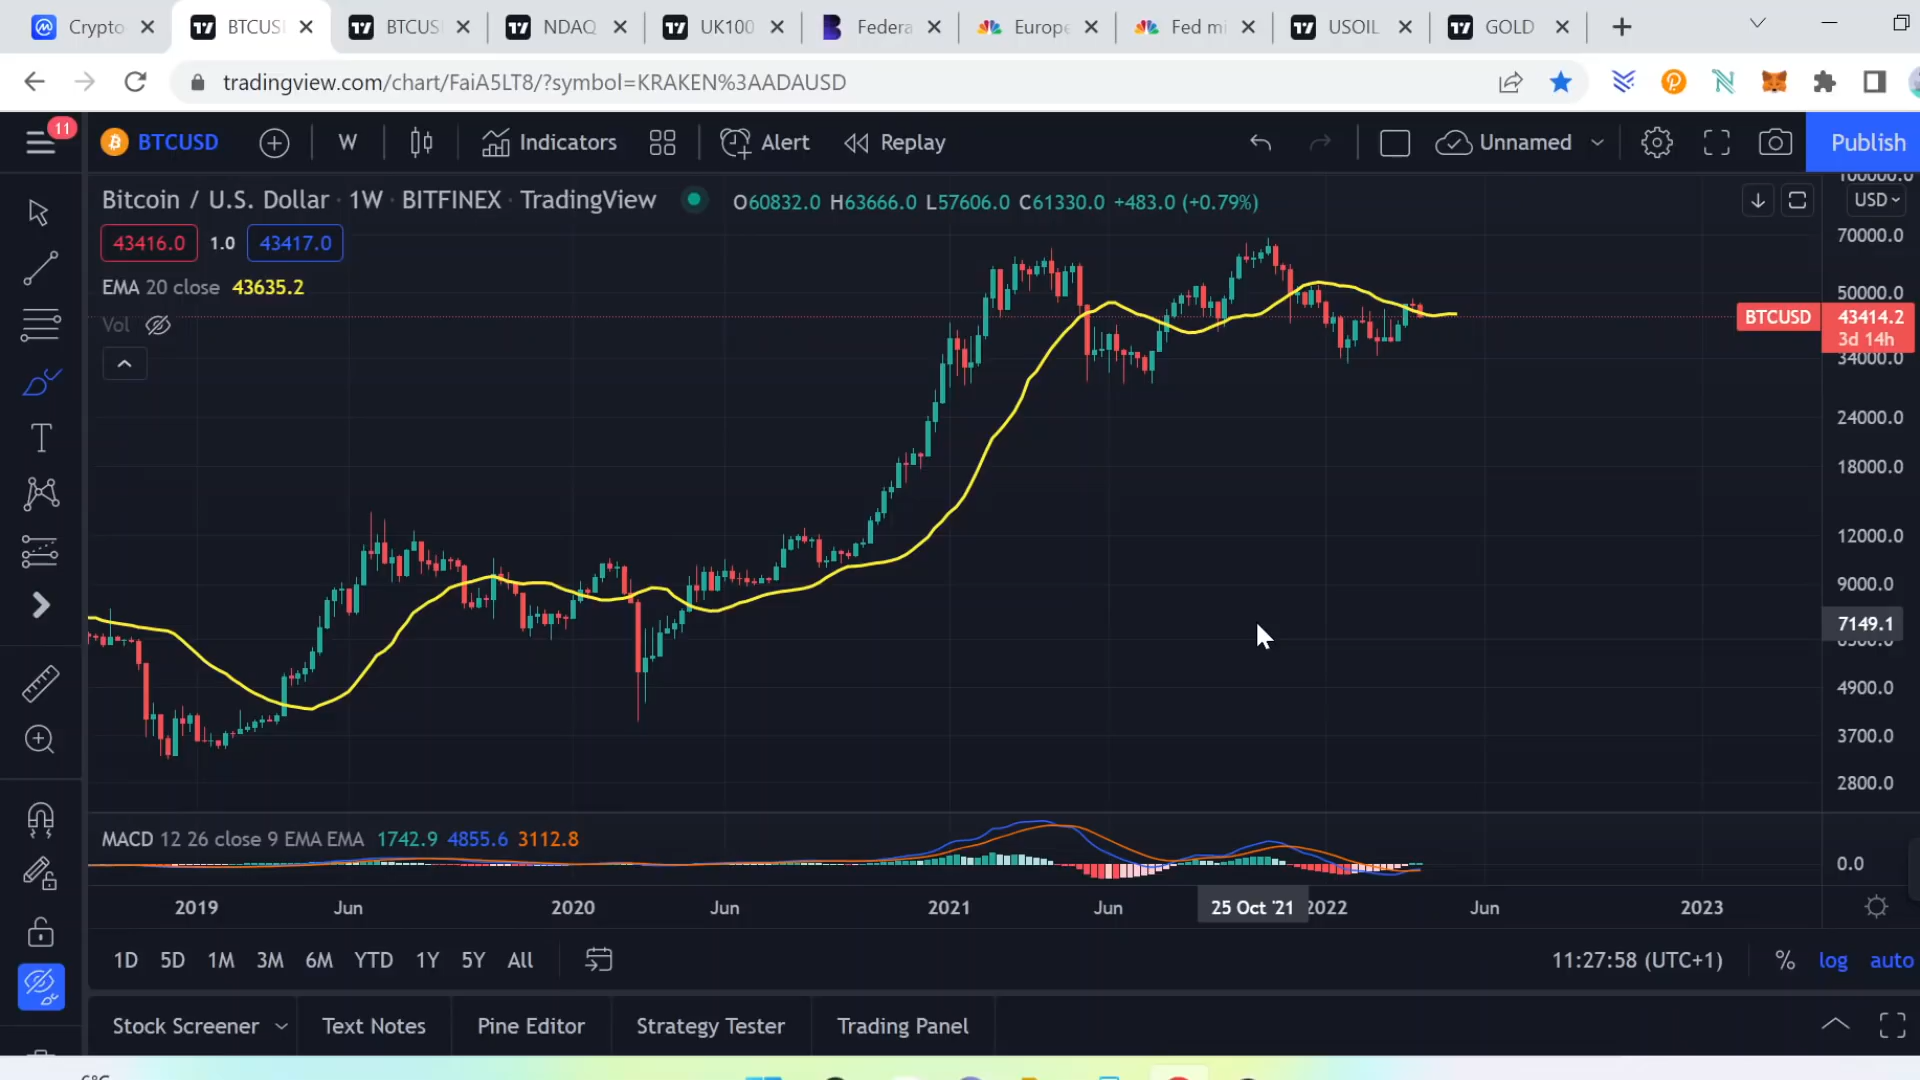 Crypto BTCUS BTCUS NDAQ UK100 Federa Europe Fed mi USOIL GOLD
tradingview.com/chart/FaiA5LT8/?symbol=KRAKEN%3AADAUSD
11 BTCUSD W Indicators Alert Replay Unnamed Publish
Bitcoin / U.S. Dollar · 1W · BITFINEX · TradingView O60832.0 H63666.0 L57606.0 C61330.0 +483.0 (+0.79%) USD
43416.0 1.0 43417.0
EMA 20 close 43635.2
Vol
100000.0
70000.0
50000.0
BTCUSD 43414.2
3d 14h
34000.0
24000.0
18000.0
12000.0
9000.0
7149.1
4900.0
3700.0
2800.0
MACD 12 26 close 9 EMA EMA 1742.9 4855.6 3112.8
0.0
2019 Jun 2020 Jun 2021 Jun 25 Oct '21 2022 Jun 2023
1D 5D 1M 3M 6M YTD 1Y 5Y All 11:27:58 (UTC+1) % log auto
Stock Screener Text Notes Pine Editor Strategy Tester Trading Panel